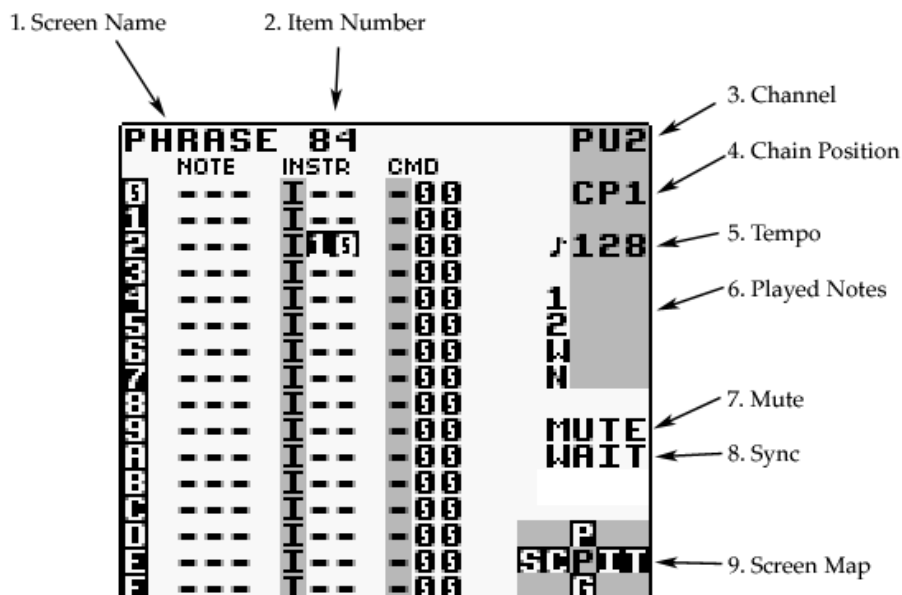 1. Screen Name 2. Item Number
3. Channel
PHRASE 84 PU2
4. Chain Position
NOTE INSTR CMD
0 --- I-- -00 CP1
1 --- I-- -00
2 --- I10 -00 ♪128
5. Tempo
3 --- I-- -00
4 --- I-- -00 1
6. Played Notes
5 --- I-- -00 2
6 --- I-- -00 W
7 --- I-- -00 N
8 --- I-- -00
7. Mute
9 --- I-- -00 MUTE
A --- I-- -00 WAIT
8. Sync
B --- I-- -00
C --- I-- -00
D --- I-- -00 P
E --- I-- -00 SCPIT
9. Screen Map
F --- I-- -00 G